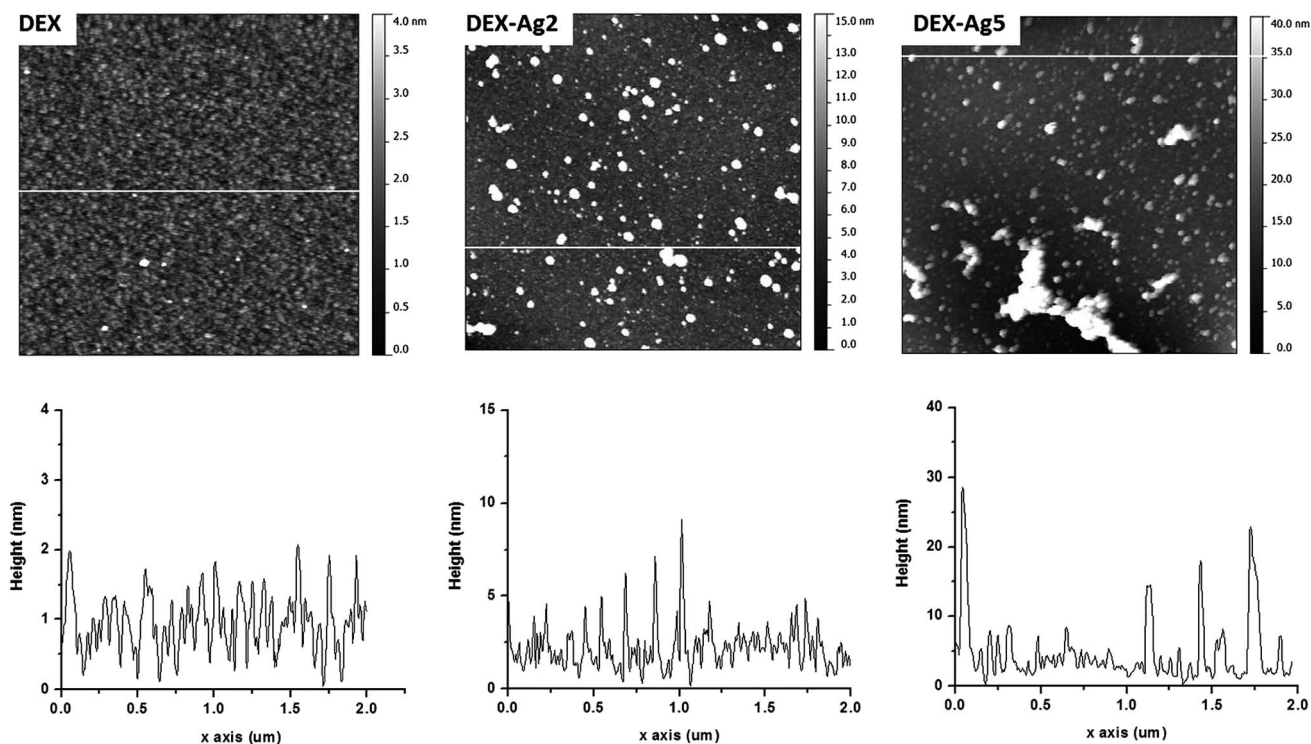 DEX
4.0 nm
3.5
3.0
2.5
2.0
1.5
1.0
0.5
0.0
DEX-Ag2
15.0 nm
13.0
12.0
11.0
10.0
9.0
8.0
7.0
6.0
5.0
4.0
3.0
2.0
1.0
0.0
DEX-Ag5
40.0 nm
35.0
30.0
25.0
20.0
15.0
10.0
5.0
0.0
Height (nm)
4
3
2
1
0
0.0 0.5 1.0 1.5 2.0
x axis (um)
Height (nm)
15
10
5
0
0.0 0.5 1.0 1.5 2.0
x axis (um)
Height (nm)
40
30
20
10
0
0.0 0.5 1.0 1.5 2.0
x axis (um)